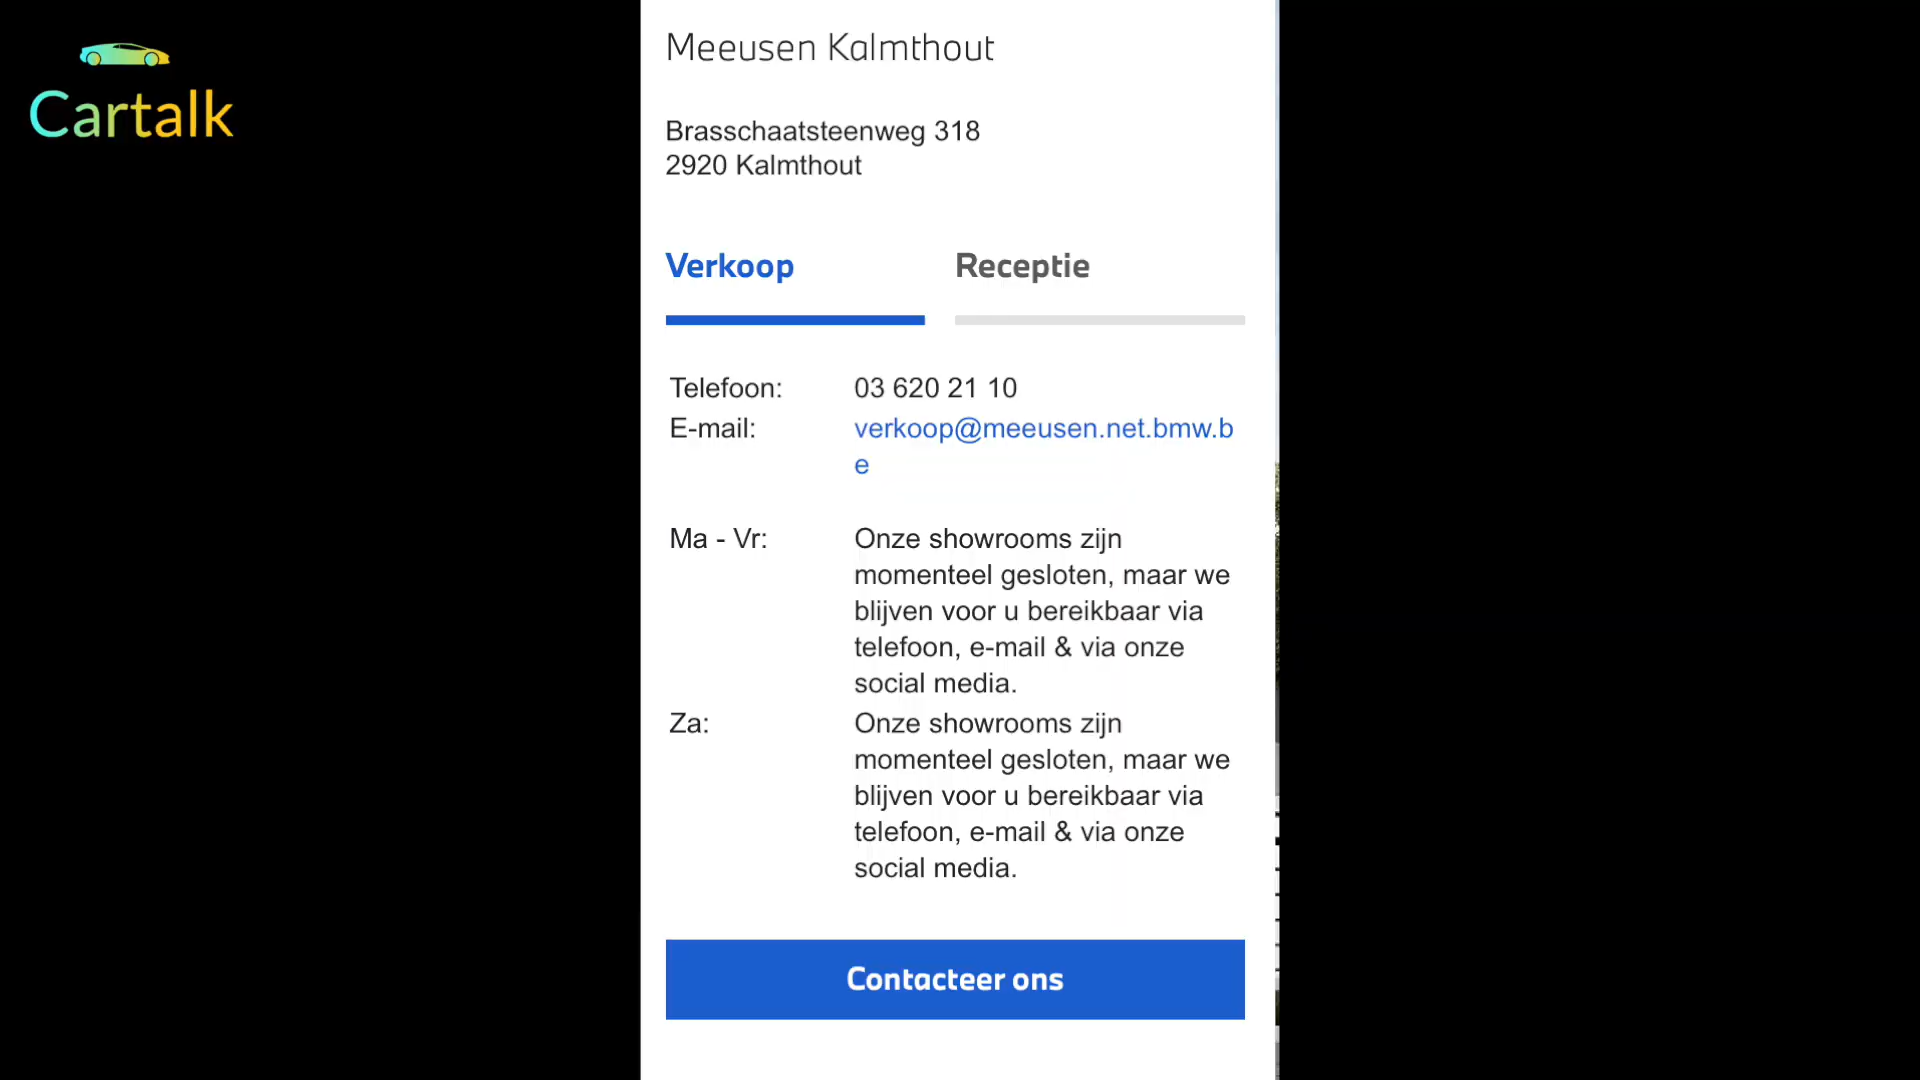 Cartalk
Meeusen Kalmthout
Brasschaatsteenweg 318
2920 Kalmthout
Verkoop
Receptie
Telefoon: 03 620 21 10
E-mail: verkoop@meeusen.net.bmw.b
e
Ma - Vr: Onze showrooms zijn
momenteel gesloten, maar we
blijven voor u bereikbaar via
telefoon, e-mail & via onze
social media.
Za: Onze showrooms zijn
momenteel gesloten, maar we
blijven voor u bereikbaar via
telefoon, e-mail & via onze
social media.
Contacteer ons